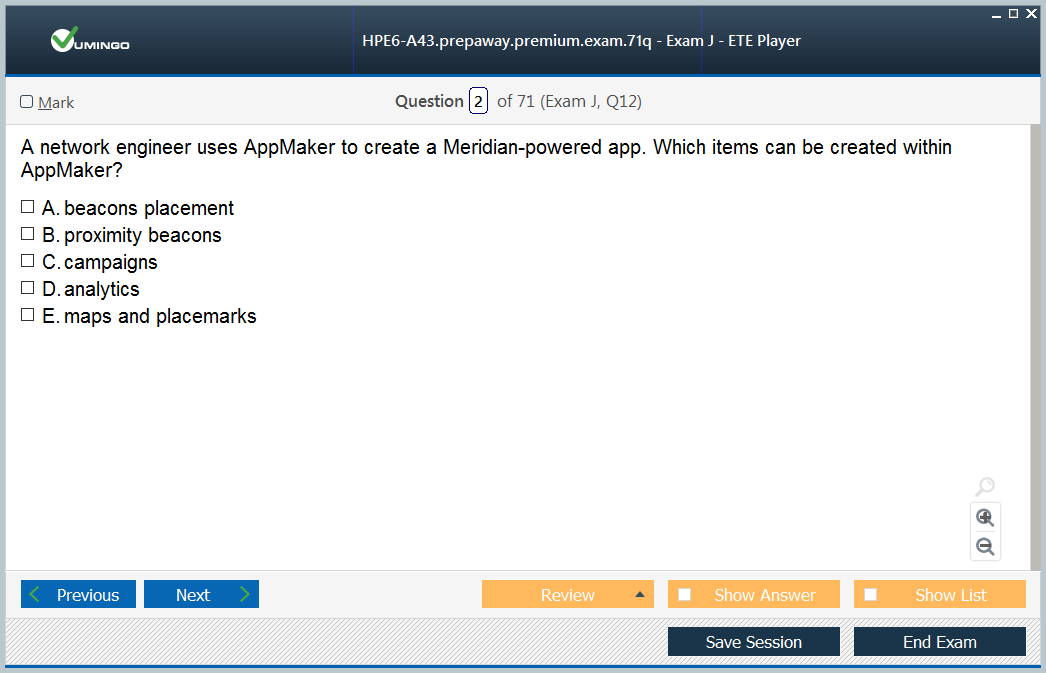 VUMINGO
HPE6-A43.prepaway.premium.exam.71q - Exam J - ETE Player
Mark
Question 2 of 71 (Exam J, Q12)
A network engineer uses AppMaker to create a Meridian-powered app. Which items can be created within
AppMaker?
A. beacons placement
B. proximity beacons
C. campaigns
D. analytics
E. maps and placemarks
Previous
Next
Review
Show Answer
Show List
Save Session
End Exam